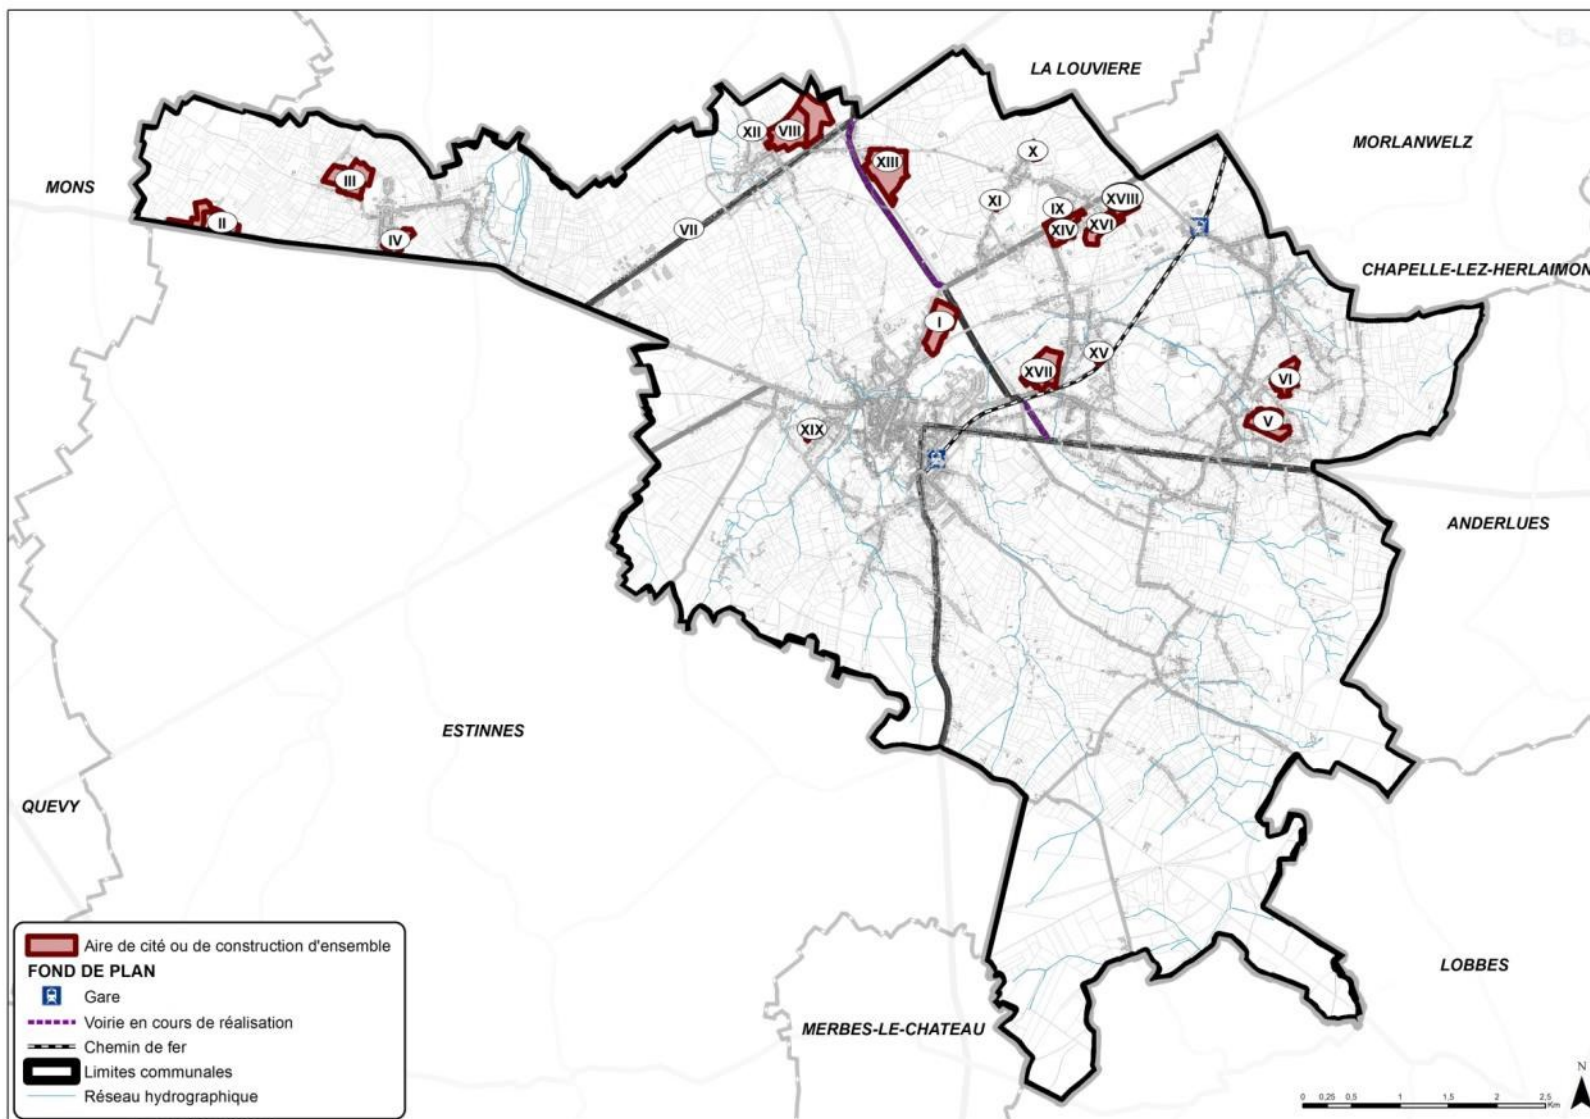 LA LOUVIERE
MORLANWELZ
MONS
CHAPELLE-LEZ-HERLAIMON
ANDERLUES
ESTINNES
QUEVY
LOBBES
MERBES-LE-CHATEAU
XII
VIII
XIII
X
III
XI
IX
XVIII
II
IV
VII
XIV
XVI
I
XV
XVII
VI
V
XIX
Aire de cité ou de construction d'ensemble
FOND DE PLAN
Gare
Voirie en cours de réalisation
Chemin de fer
Limites communales
Réseau hydrographique
N
0 0,25 0,5 1 1,5 2 2,5
Km